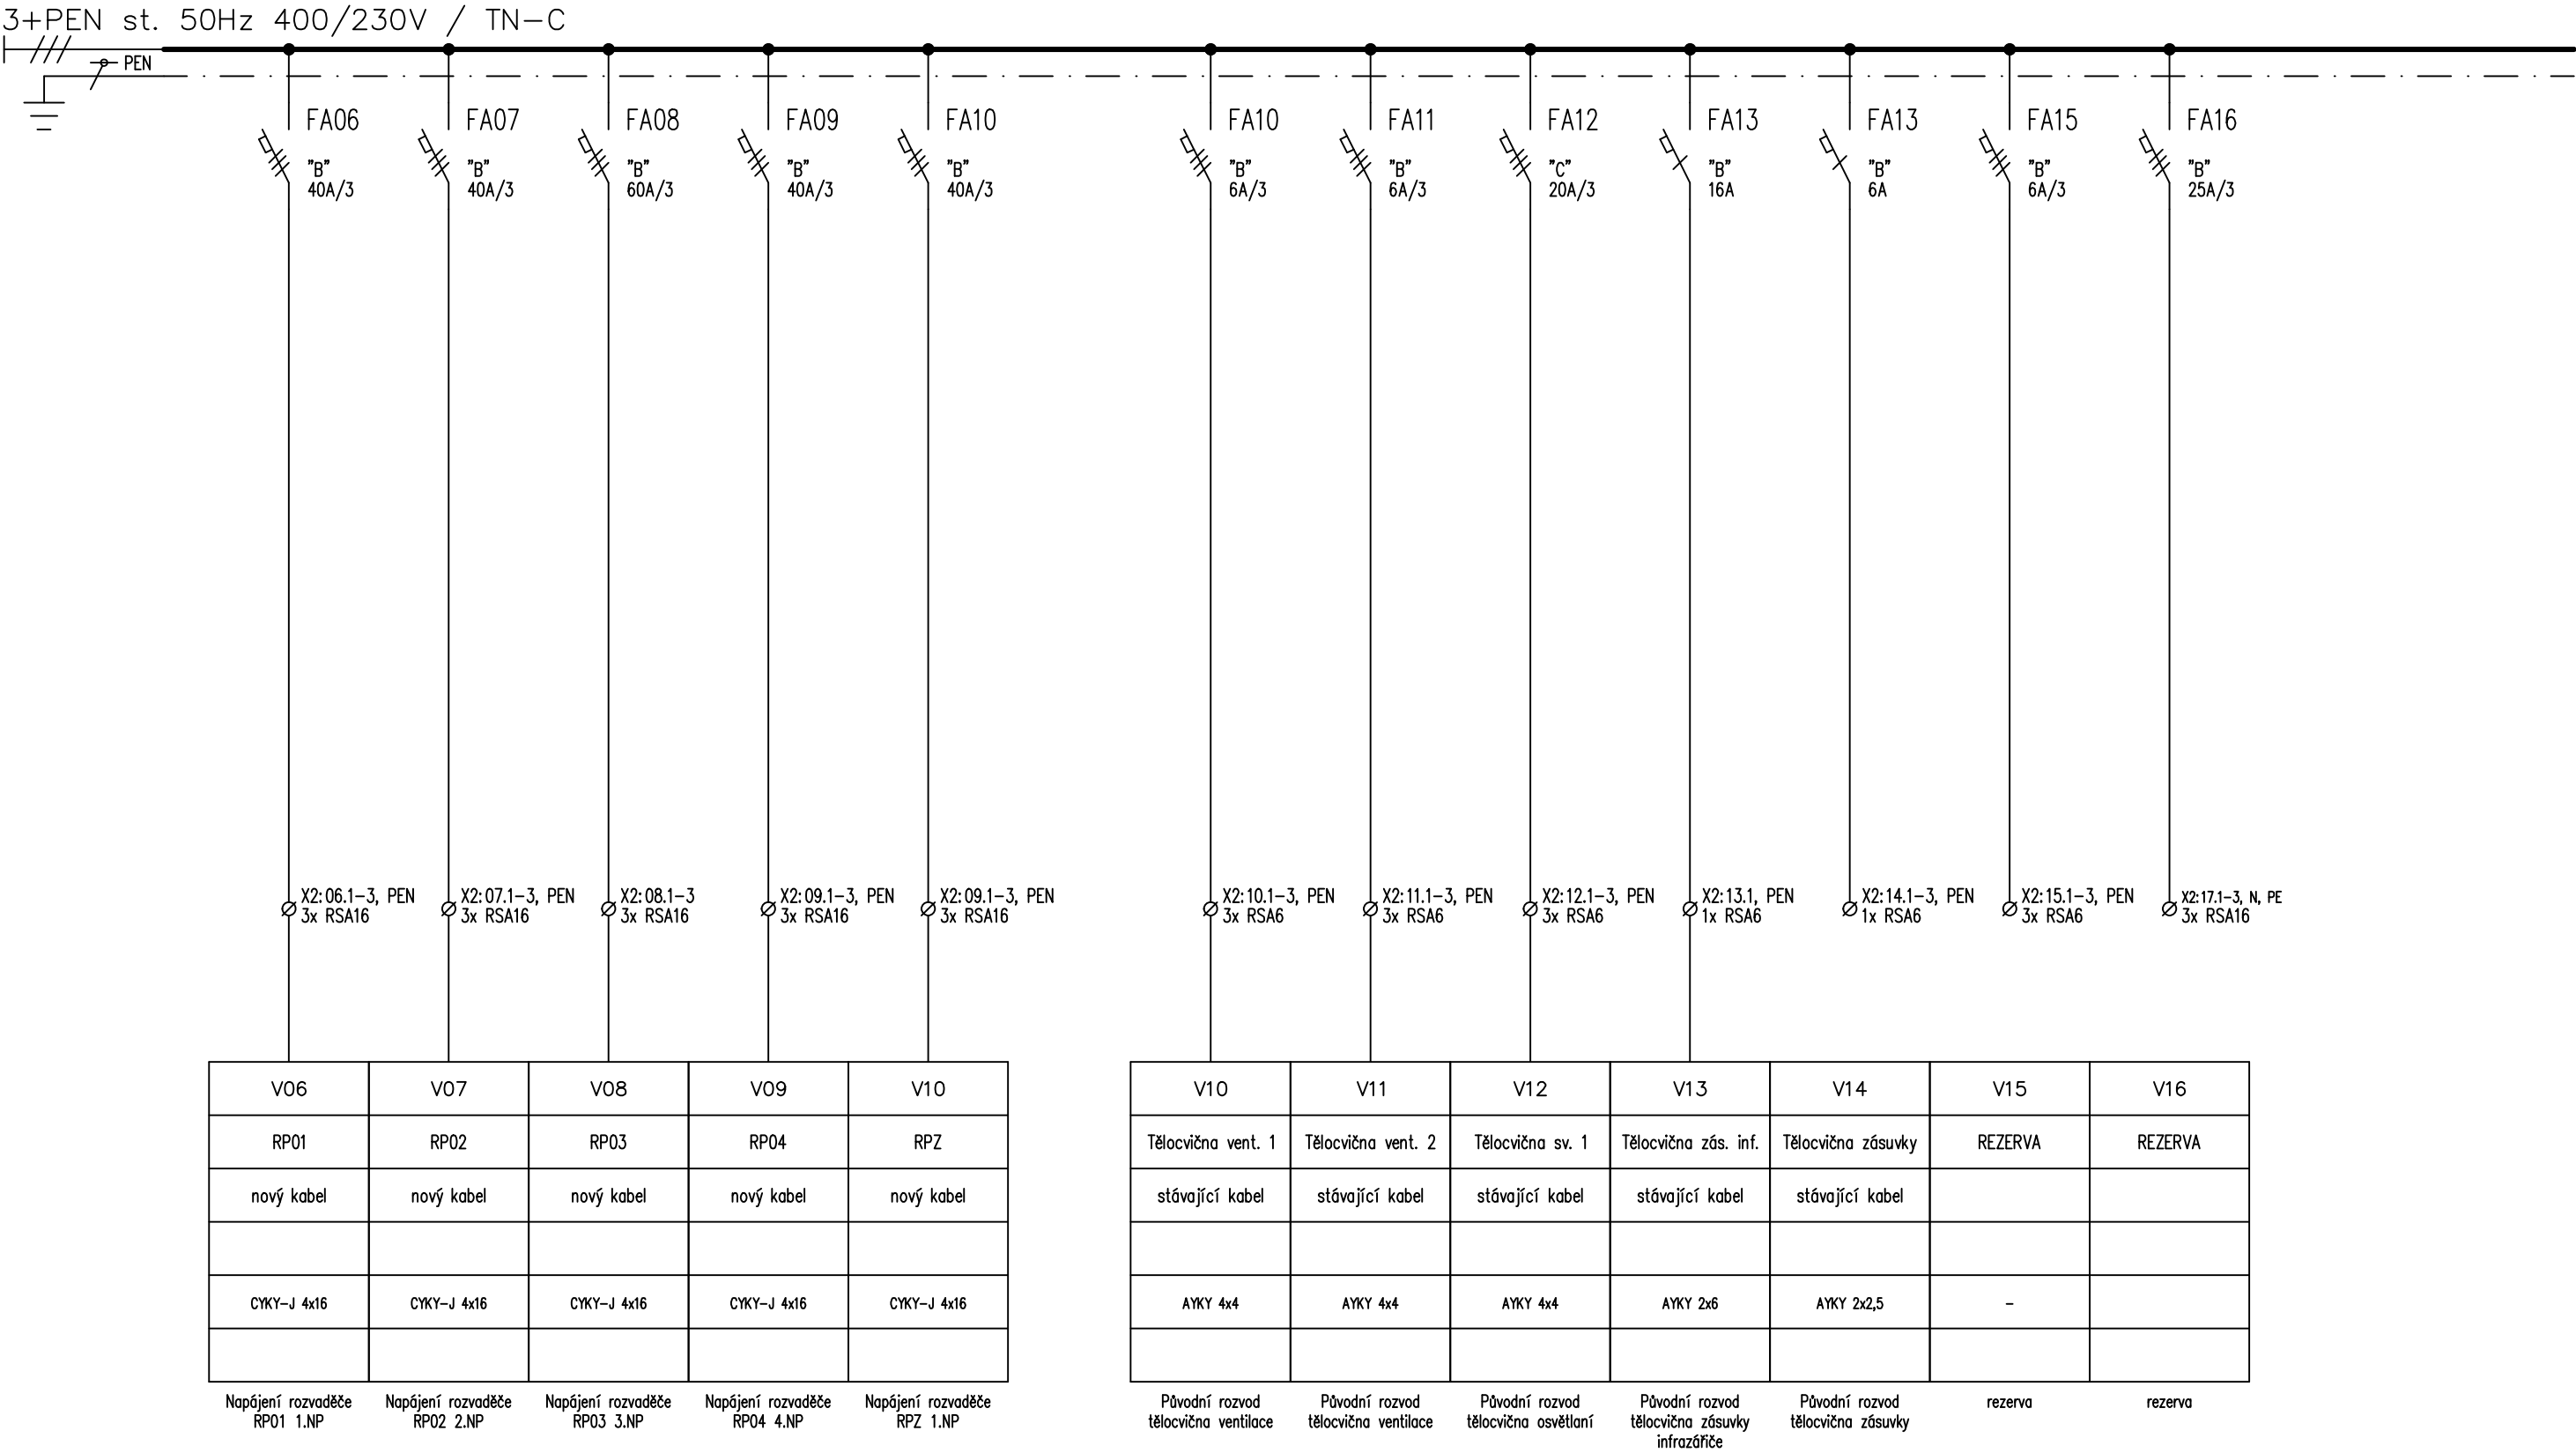 3+PEN st. 50Hz 400/230V / TN-C
PEN
FA06 FA07 FA08 FA09 FA10 FA10 FA11 FA12 FA13 FA13 FA15 FA16
"B" "B" "B" "B" "B" "B" "B" "C" "B" "B" "B" "B"
40A/3 40A/3 60A/3 40A/3 40A/3 6A/3 6A/3 20A/3 16A 6A 6A/3 25A/3
X2:06.1-3, PEN X2:07.1-3, PEN X2:08.1-3 X2:09.1-3, PEN X2:09.1-3, PEN X2:10.1-3, PEN X2:11.1-3, PEN X2:12.1-3, PEN X2:13.1, PEN X2:14.1-3, PEN X2:15.1-3, PEN X2:17.1-3, N, PE
3x RSA16 3x RSA16 3x RSA16 3x RSA16 3x RSA16 3x RSA6 3x RSA6 3x RSA6 1x RSA6 1x RSA6 3x RSA6 3x RSA16
V06 V07 V08 V09 V10 V10 V11 V12 V13 V14 V15 V16
RP01 RP02 RP03 RP04 RPZ Tělocvična vent. 1 Tělocvična vent. 2 Tělocvična sv. 1 Tělocvična zás. inf. Tělocvična zásuvky REZERVA REZERVA
nový kabel nový kabel nový kabel nový kabel nový kabel stávající kabel stávající kabel stávající kabel stávající kabel stávající kabel
CYKY-J 4x16 CYKY-J 4x16 CYKY-J 4x16 CYKY-J 4x16 CYKY-J 4x16 AYKY 4x4 AYKY 4x4 AYKY 4x4 AYKY 2x6 AYKY 2x2,5 -
Napájení rozvaděče Napájení rozvaděče Napájení rozvaděče Napájení rozvaděče Napájení rozvaděče Původní rozvod Původní rozvod Původní rozvod Původní rozvod Původní rozvod rezerva rezerva
RP01 1.NP RP02 2.NP RP03 3.NP RP04 4.NP RPZ 1.NP tělocvična ventilace tělocvična ventilace tělocvična osvětlaní tělocvična zásuvky tělocvična zásuvky
infrazářiče